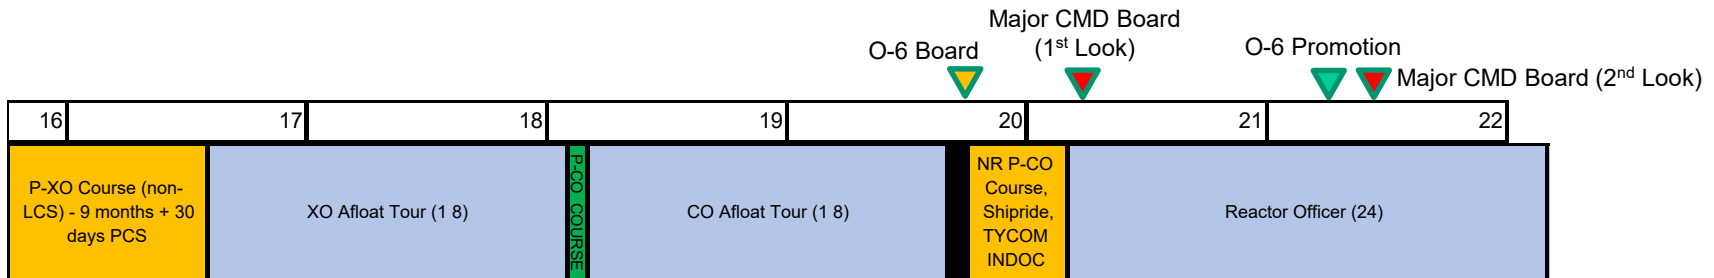 Major CMD Board
(1st Look)
O-6 Board
O-6 Promotion
Major CMD Board (2nd Look)
16
17
18
19
20
21
22
P-XO Course (non-
LCS) - 9 months + 30
days PCS
XO Afloat Tour (1 8)
P-CO COURSE
CO Afloat Tour (1 8)
NR P-CO
Course,
Shipride,
TYCOM
INDOC
Reactor Officer (24)